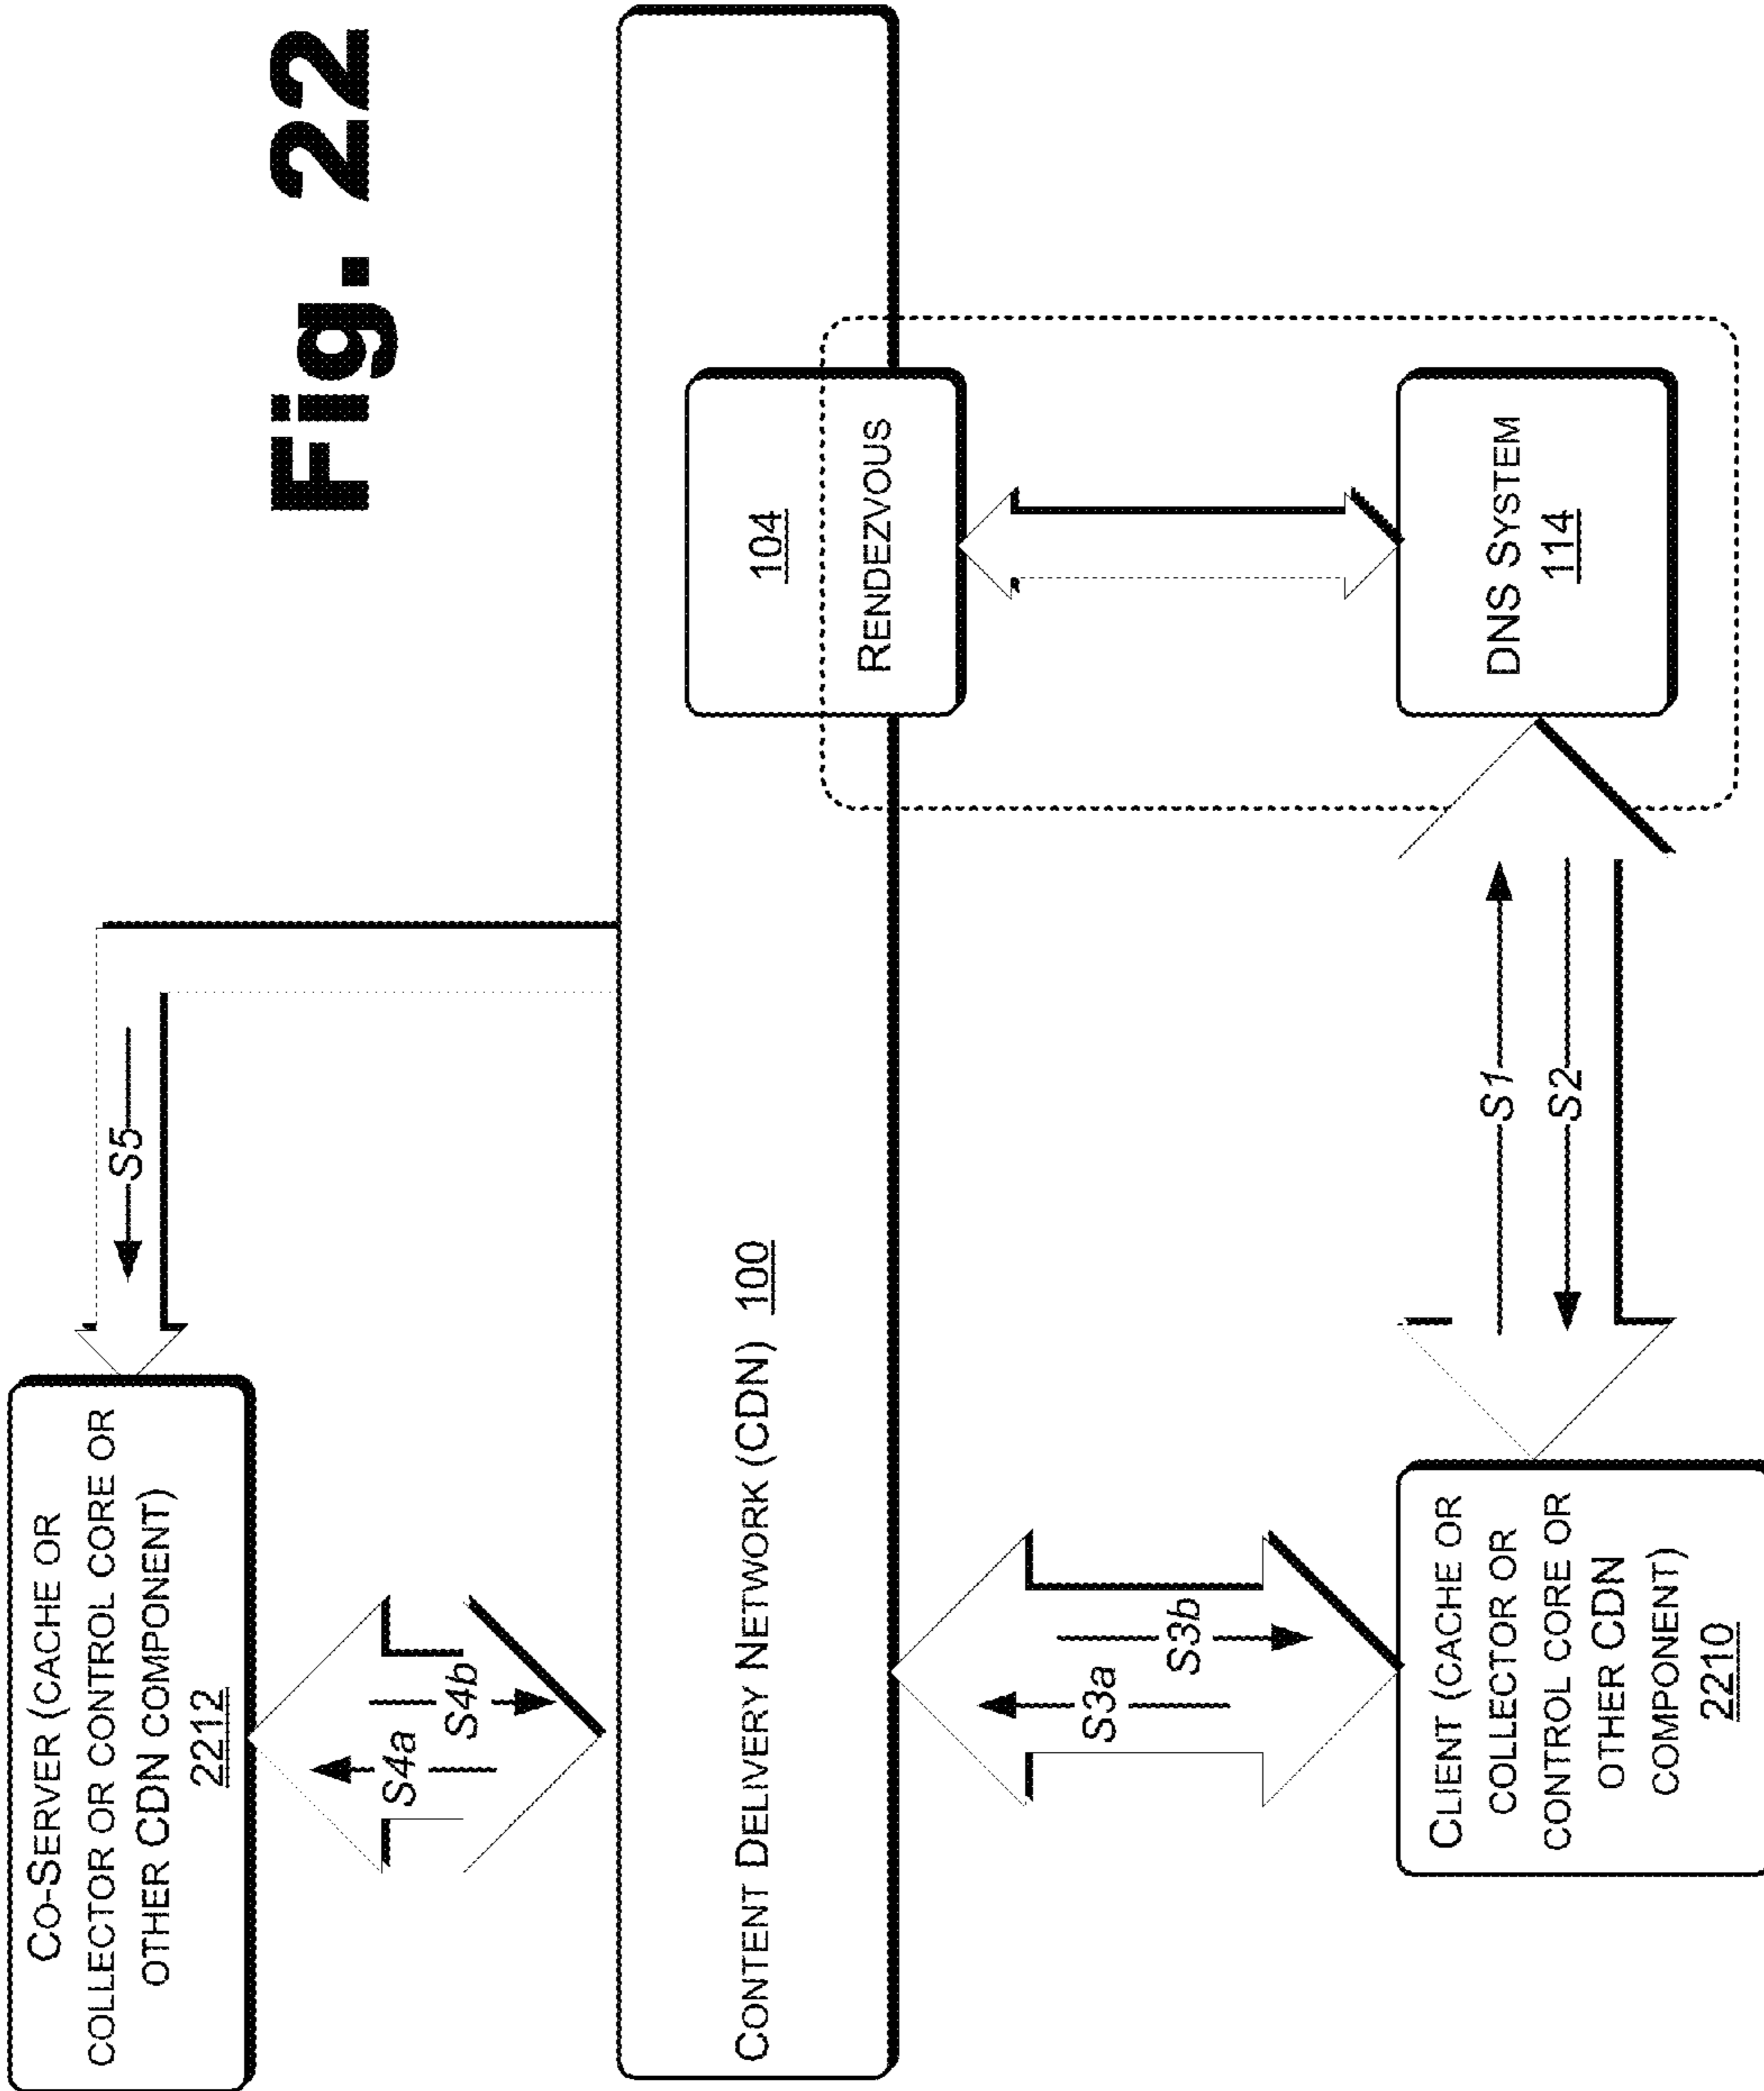 Fig. 22
CO-SERVER (CACHE OR
COLLECTOR OR CONTROL CORE OR
OTHER CDN COMPONENT)
2212
S5
S4a
S4b
CONTENT DELIVERY NETWORK (CDN) 100
104
RENDEZVOUS
S3a
S3b
S1
S2
DNS SYSTEM
114
CLIENT (CACHE OR
COLLECTOR OR
CONTROL CORE OR
OTHER CDN
COMPONENT)
2210